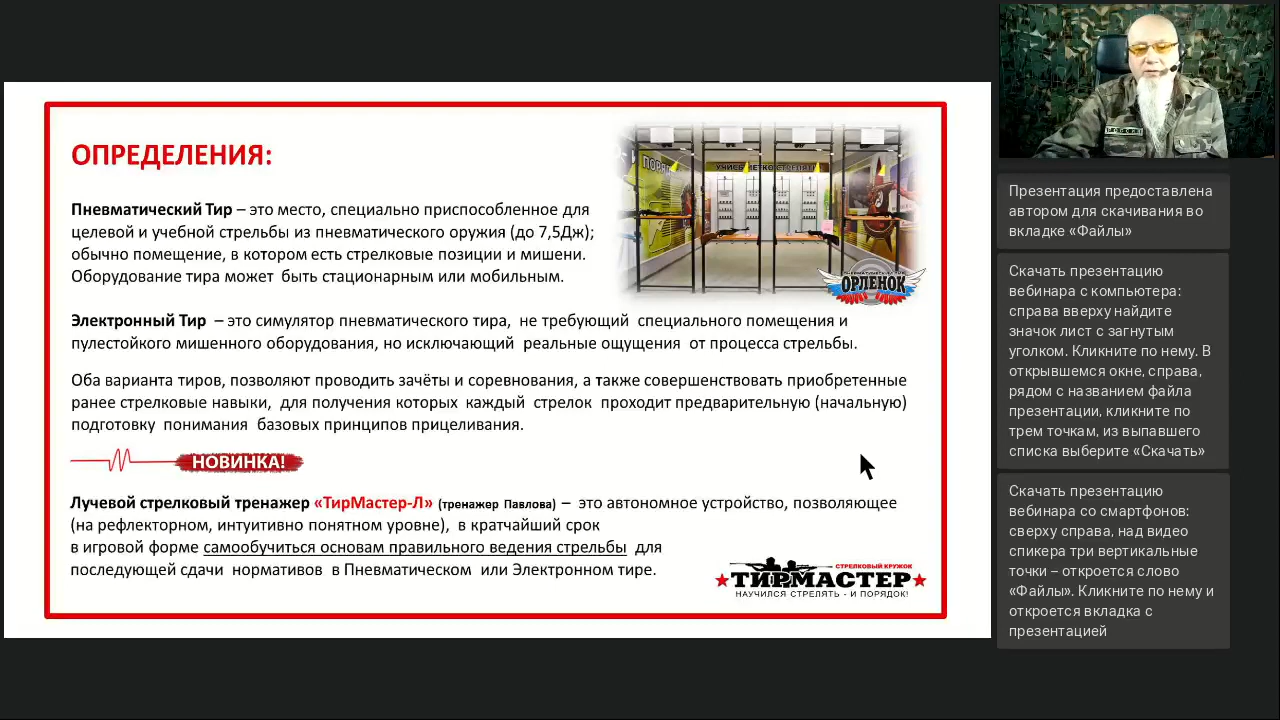 ОПРЕДЕЛЕНИЯ:
Пневматический Тир – это место, специально приспособленное для
целевой и учебной стрельбы из пневматического оружия (до 7,5Дж);
обычно помещение, в котором есть стрелковые позиции и мишени.
Оборудование тира может быть стационарным или мобильным.
ОРЛЕНОК
Электронный Тир – это симулятор пневматического тира, не требующий специального помещения и
пулестойкого мишенного оборудования, но исключающий реальные ощущения от процесса стрельбы.
Оба варианта тиров, позволяют проводить зачёты и соревнования, а также совершенствовать приобретенные
ранее стрелковые навыки, для получения которых каждый стрелок проходит предварительную (начальную)
подготовку понимания базовых принципов прицеливания.
НОВИНКА!
Лучевой стрелковый тренажер «ТирМастер-Л» (тренажер Павлова) – это автономное устройство, позволяющее
(на рефлекторном, интуитивно понятном уровне), в кратчайший срок
в игровой форме самообучиться основам правильного ведения стрельбы для
последующей сдачи нормативов в Пневматическом или Электронном тире.
СТРЕЛКОВЫЙ КРУЖОК
ТИРМАСТЕР
НАУЧИЛСЯ СТРЕЛЯТЬ - И ПОРЯДОК!
РОССИЯ
Презентация предоставлена
автором для скачивания во
вкладке «Файлы»
Скачать презентацию
вебинара с компьютера:
справа вверху найдите
значок лист с загнутым
уголком. Кликните по нему. В
открывшемся окне, справа,
рядом с названием файла
презентации, кликните по
трем точкам, из выпавшего
списка выберите «Скачать»
Скачать презентацию
вебинара со смартфонов:
сверху справа, над видео
спикера три вертикальные
точки – откроется слово
«Файлы». Кликните по нему и
откроется вкладка с
презентацией